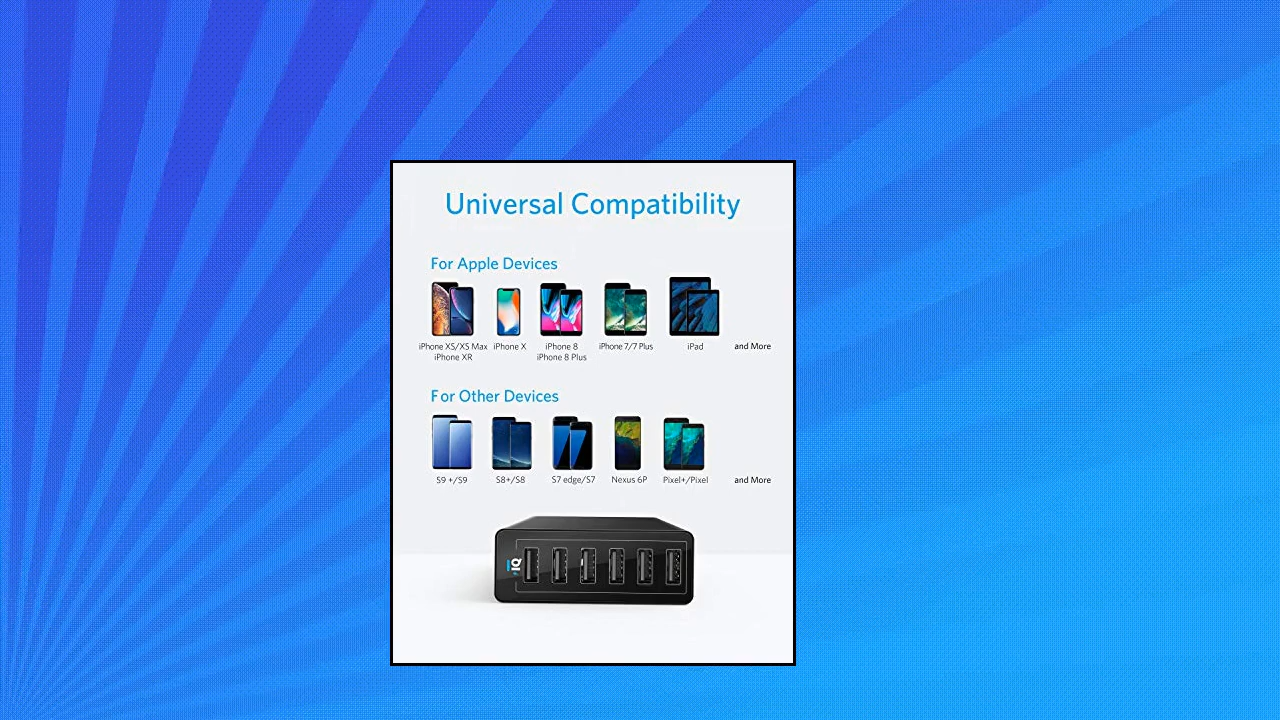 Universal Compatibility
For Apple Devices
iPhone XS/XS Max
iPhone XR
iPhone X
iPhone 8
iPhone 8 Plus
iPhone 7/7 Plus
iPad
and More
For Other Devices
S9 +/S9
S8+/S8
S7 edge/S7
Nexus 6P
Pixel+/Pixel
and More
IQ